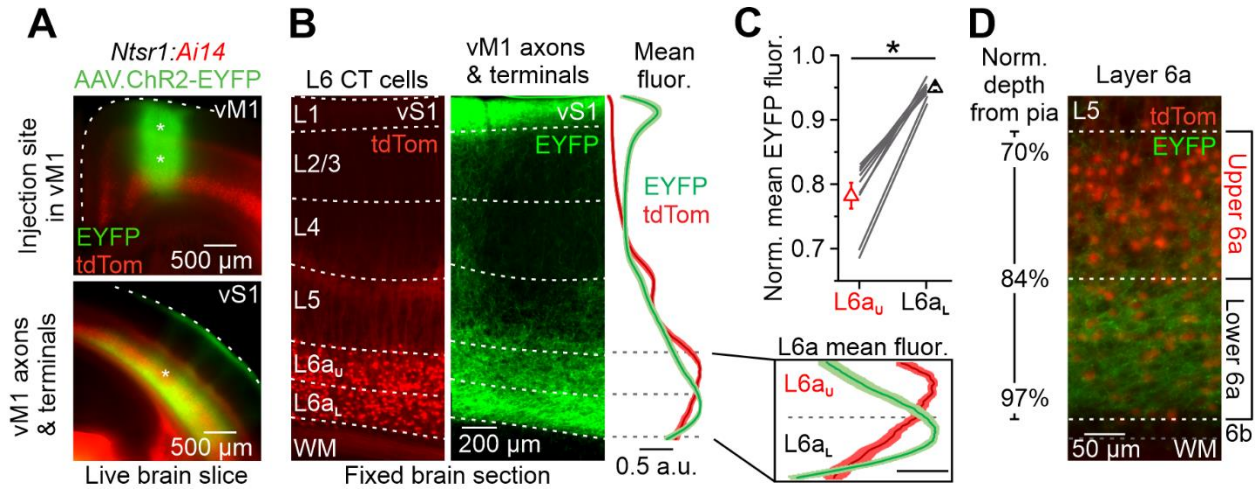 A
Ntsr1:Ai14
AAV.ChR2-EYFP
Injection site
in vM1
vM1
*
*
EYFP
tdTom
500 µm
vM1 axons
& terminals
vS1
*
500 µm
Live brain slice
B
L6 CT cells
vS1
tdTom
L1
L2/3
L4
L5
L6aU
L6aL
WM
vM1 axons
& terminals
vS1
EYFP
200 µm
Fixed brain section
Mean
fluor.
EYFP
tdTom
0.5 a.u.
C
Norm. mean EYFP fluor.
1.0
0.9
0.8
0.7
*
L6aU
L6aL
L6a mean fluor.
L6aU
L6aL
D
Norm.
depth
from pia
70%
84%
97%
Layer 6a
L5
tdTom
EYFP
50 µm
WM
Upper 6a
Lower 6a
6b